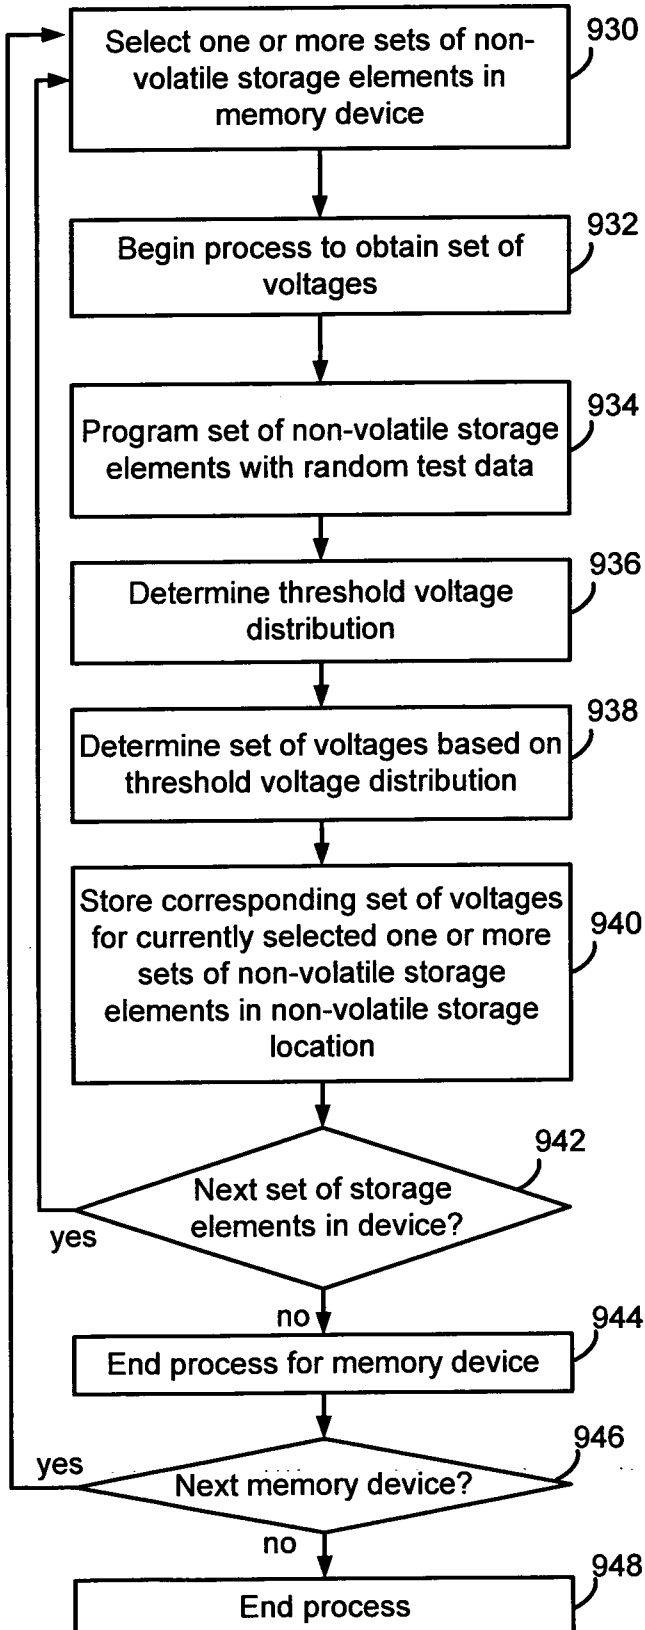 930
Select one or more sets of non-
volatile storage elements in
memory device
932
Begin process to obtain set of
voltages
934
Program set of non-volatile storage
elements with random test data
936
Determine threshold voltage
distribution
938
Determine set of voltages based on
threshold voltage distribution
940
Store corresponding set of voltages
for currently selected one or more
sets of non-volatile storage
elements in non-volatile storage
location
942
Next set of storage
elements in device?
yes
no
944
End process for memory device
946
yes
Next memory device?
no
948
End process